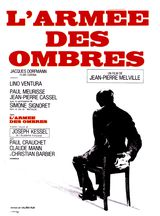 L'ARMEE
DES
OMBRES
JACQUES DORFMANN
UN FILM DE
JEAN-PIERRE MELVILLE
LINO VENTURA
PAUL MEURISSE
JEAN-PIERRE CASSEL
SIMONE SIGNORET
L'ARMEE
DES OMBRES
JOSEPH KESSEL
PAUL CRAUCHET
CLAUDE MANN
CHRISTIAN BARBIER